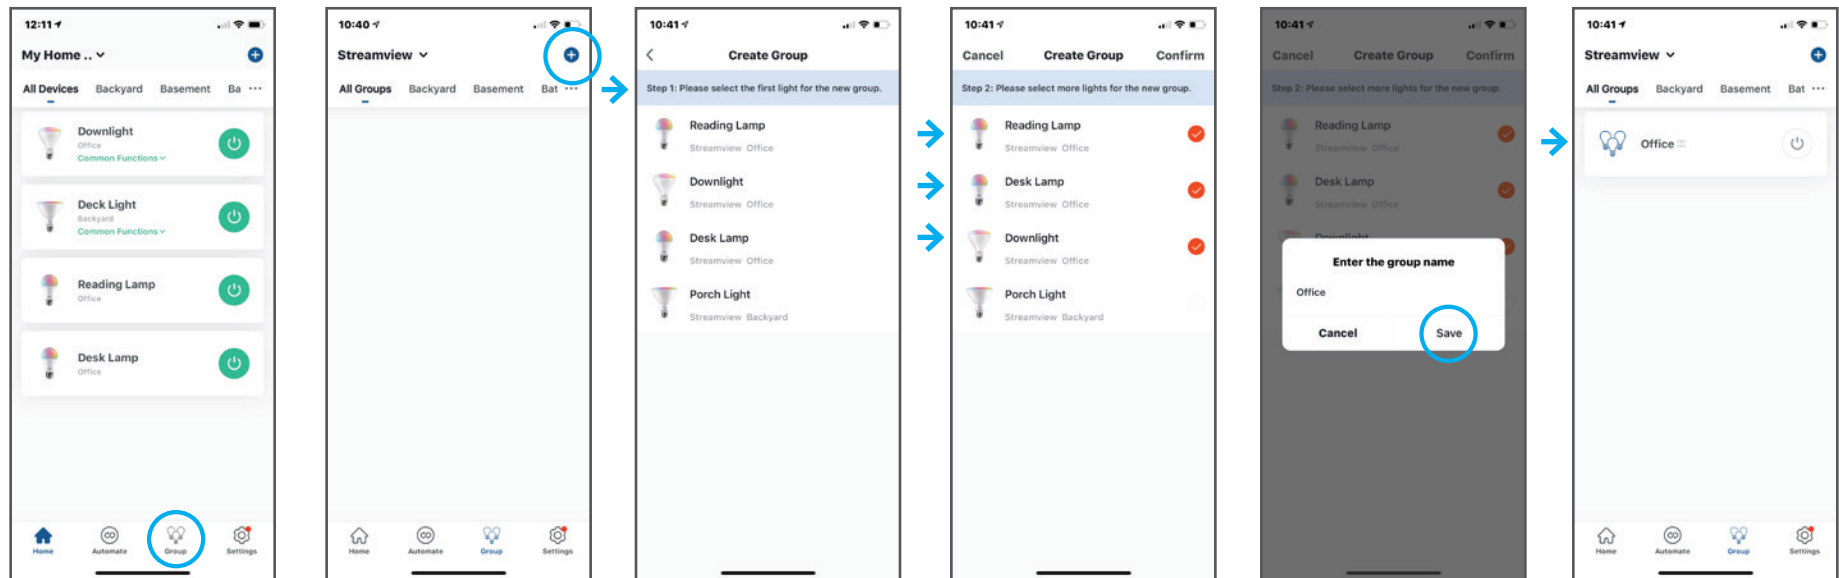 12:11
My Home ..
All Devices Backyard Basement Ba ...
Downlight
Office
Common Functions
Deck Light
Backyard
Common Functions
Reading Lamp
Office
Desk Lamp
Office
Home Automate Group Settings
10:40
Streamview
All Groups Backyard Basement Bat ...
Home Automate Group Settings
10:41
Create Group
Step 1: Please select the first light for the new group.
Reading Lamp
Streamview Office
Downlight
Streamview Office
Desk Lamp
Streamview Office
Porch Light
Streamview Backyard
10:41
Cancel Create Group Confirm
Step 2: Please select more lights for the new group.
Reading Lamp
Streamview Office
Desk Lamp
Streamview Office
Downlight
Streamview Office
Porch Light
Streamview Backyard
10:41
Cancel Create Group Confirm
Step 2: Please select more lights for the new group.
Reading Lamp
Streamview Office
Desk Lamp
Streamview Office
Downlight
Enter the group name
Office
Cancel Save
10:41
Streamview
All Groups Backyard Basement Bat ...
Office
Home Automate Group Settings